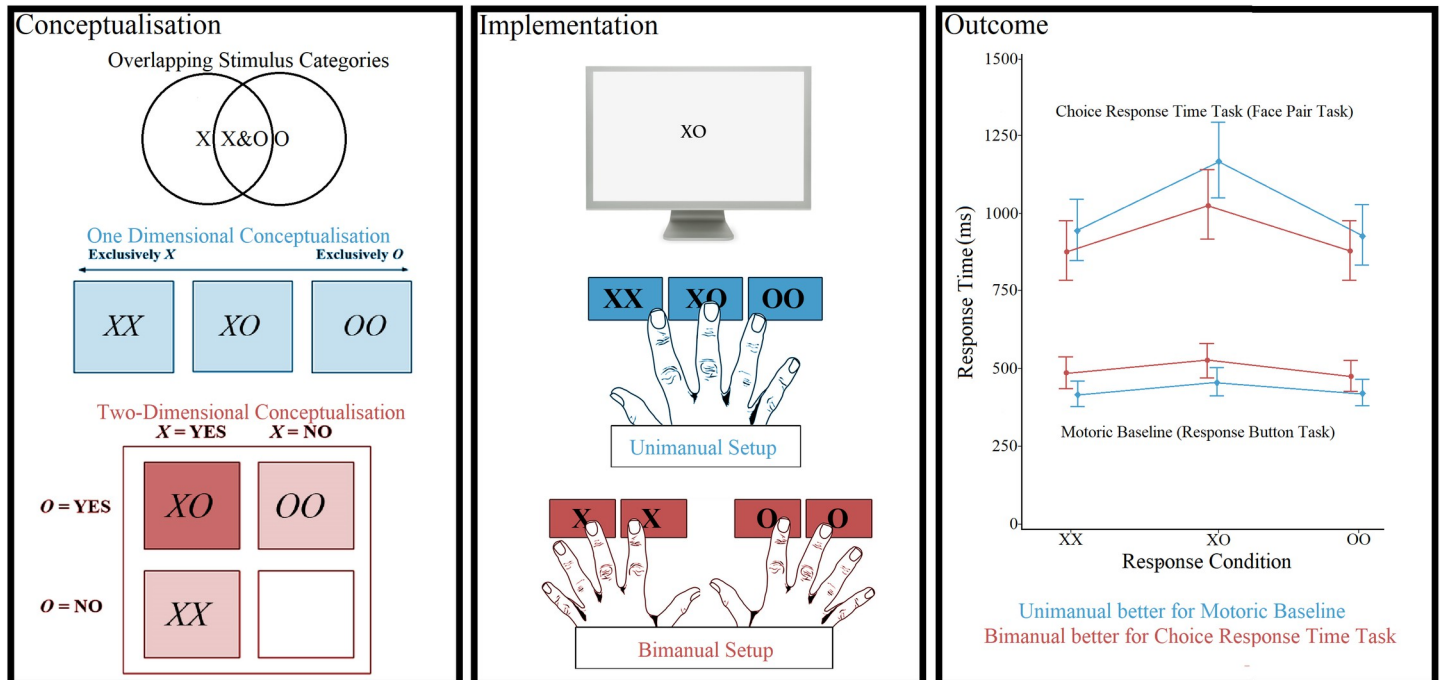 Conceptualisation
Overlapping Stimulus Categories
X X&O O
One Dimensional Conceptualisation
Exclusively X Exclusively O
XX XO OO
Two-Dimensional Conceptualisation
X = YES X = NO
O = YES XO OO
O = NO XX
Implementation
XO
XX XO OO
Unimanual Setup
X X O O
Bimanual Setup
Outcome
1500
Choice Response Time Task (Face Pair Task)
1250
1000
750
500
Motoric Baseline (Response Button Task)
250
0
Response Time (ms)
XX XO OO
Response Condition
Unimanual better for Motoric Baseline
Bimanual better for Choice Response Time Task